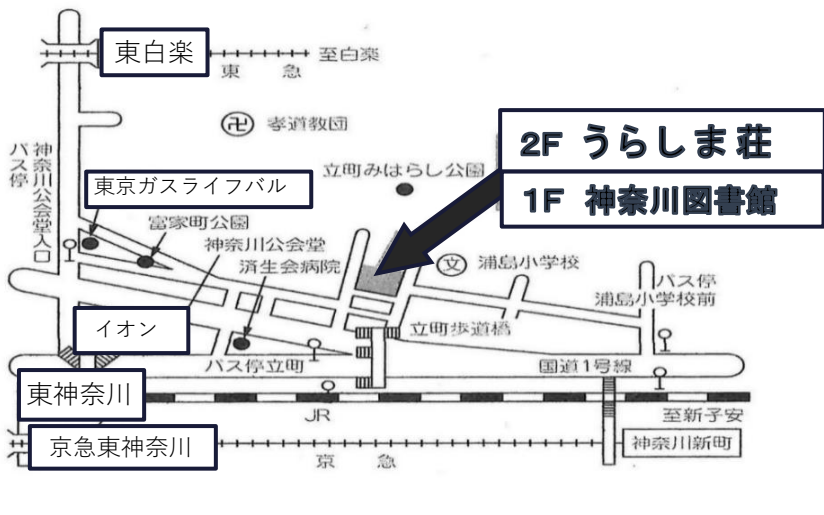 東白楽
至白楽
東急
卍 孝道教団
2F うらしま荘
1F 神奈川図書館
立町みはらし公園
神奈川公会堂入口
バス停
東京ガスライフバル
富家町公園
神奈川公会堂
済生会病院
文 浦島小学校
バス停
浦島小学校前
イオン
立町歩道橋
バス停立町
国道1号線
東神奈川
JR
至新子安
京急東神奈川
京急
神奈川新町